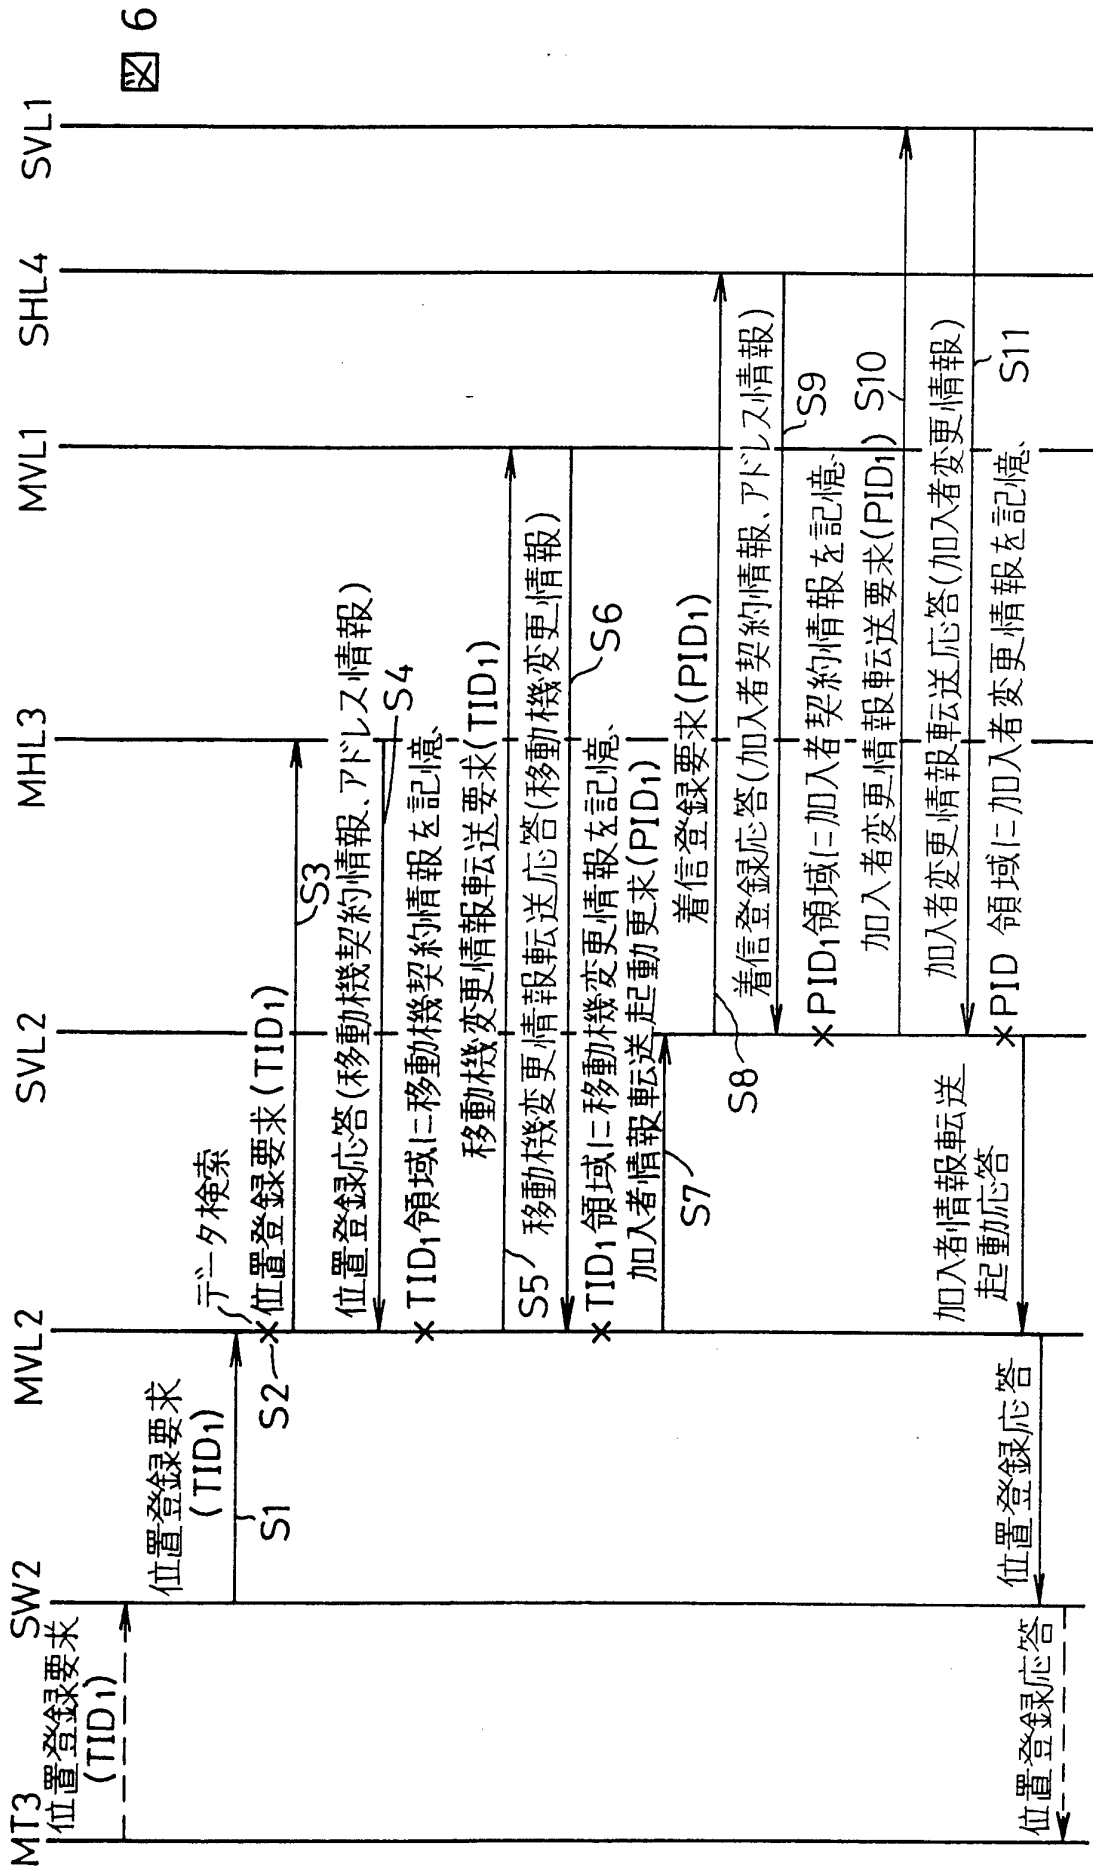 図 6
MT3
SW2
MVL2
SVL2
MHL3
MVL1
SHL4
SVL1
位置登録要求
(TID1)
位置登録要求
(TID1)
S1
データ検索
S2
位置登録要求(TID1)
S3
位置登録応答(移動機契約情報、アドレス情報)
S4
TID1領域に移動機契約情報を記憶、
移動機変更情報転送要求(TID1)
S5
移動機変更情報転送応答(移動機変更情報)
S6
TID1領域に移動機変更情報を記憶、
加入者情報転送起動更求(PID1)
S7
着信登録要求(PID1)
S8
着信登録応答(加入者契約情報、アドレス情報)
S9
PID1領域に加入者契約情報を記憶、
加入者変更情報転送要求(PID1)
S10
加入者変更情報転送応答(加入者変更情報)
S11
PID 領域に加入者変更情報を記憶、
加入者情報転送
起動応答
位置登録応答
位置登録応答